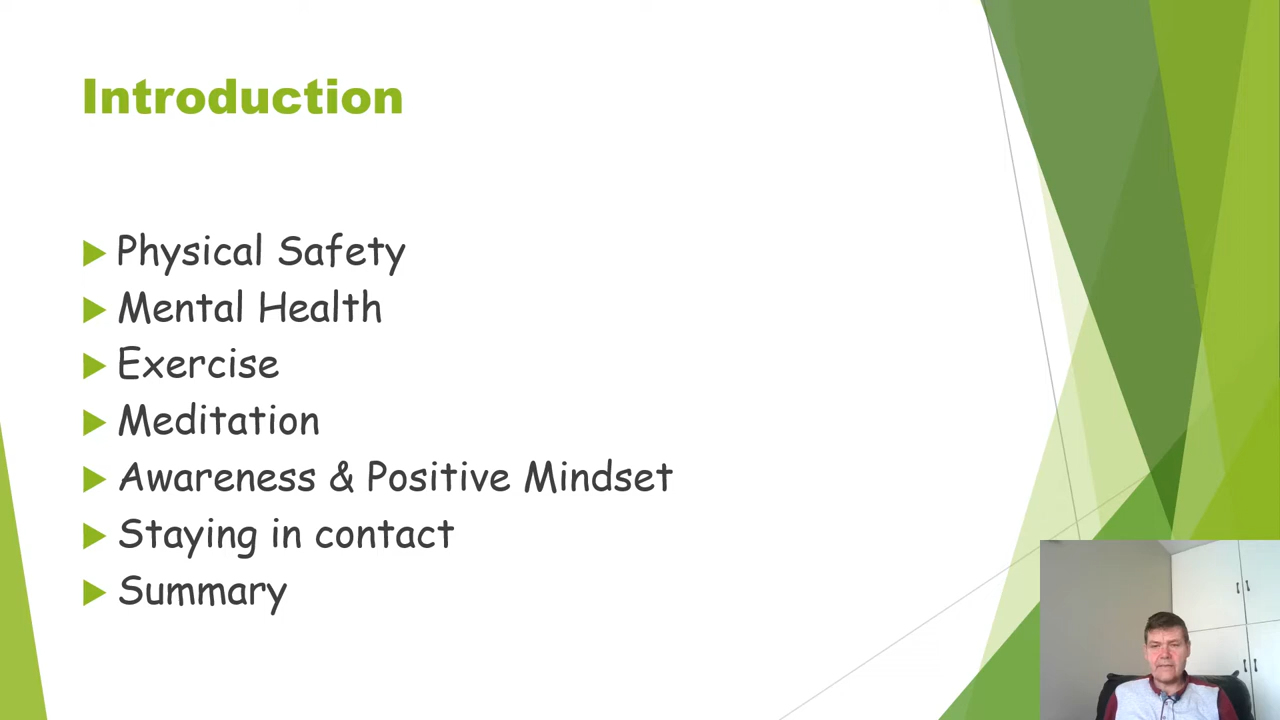 Introduction
Physical Safety
Mental Health
Exercise
Meditation
Awareness & Positive Mindset
Staying in contact
Summary